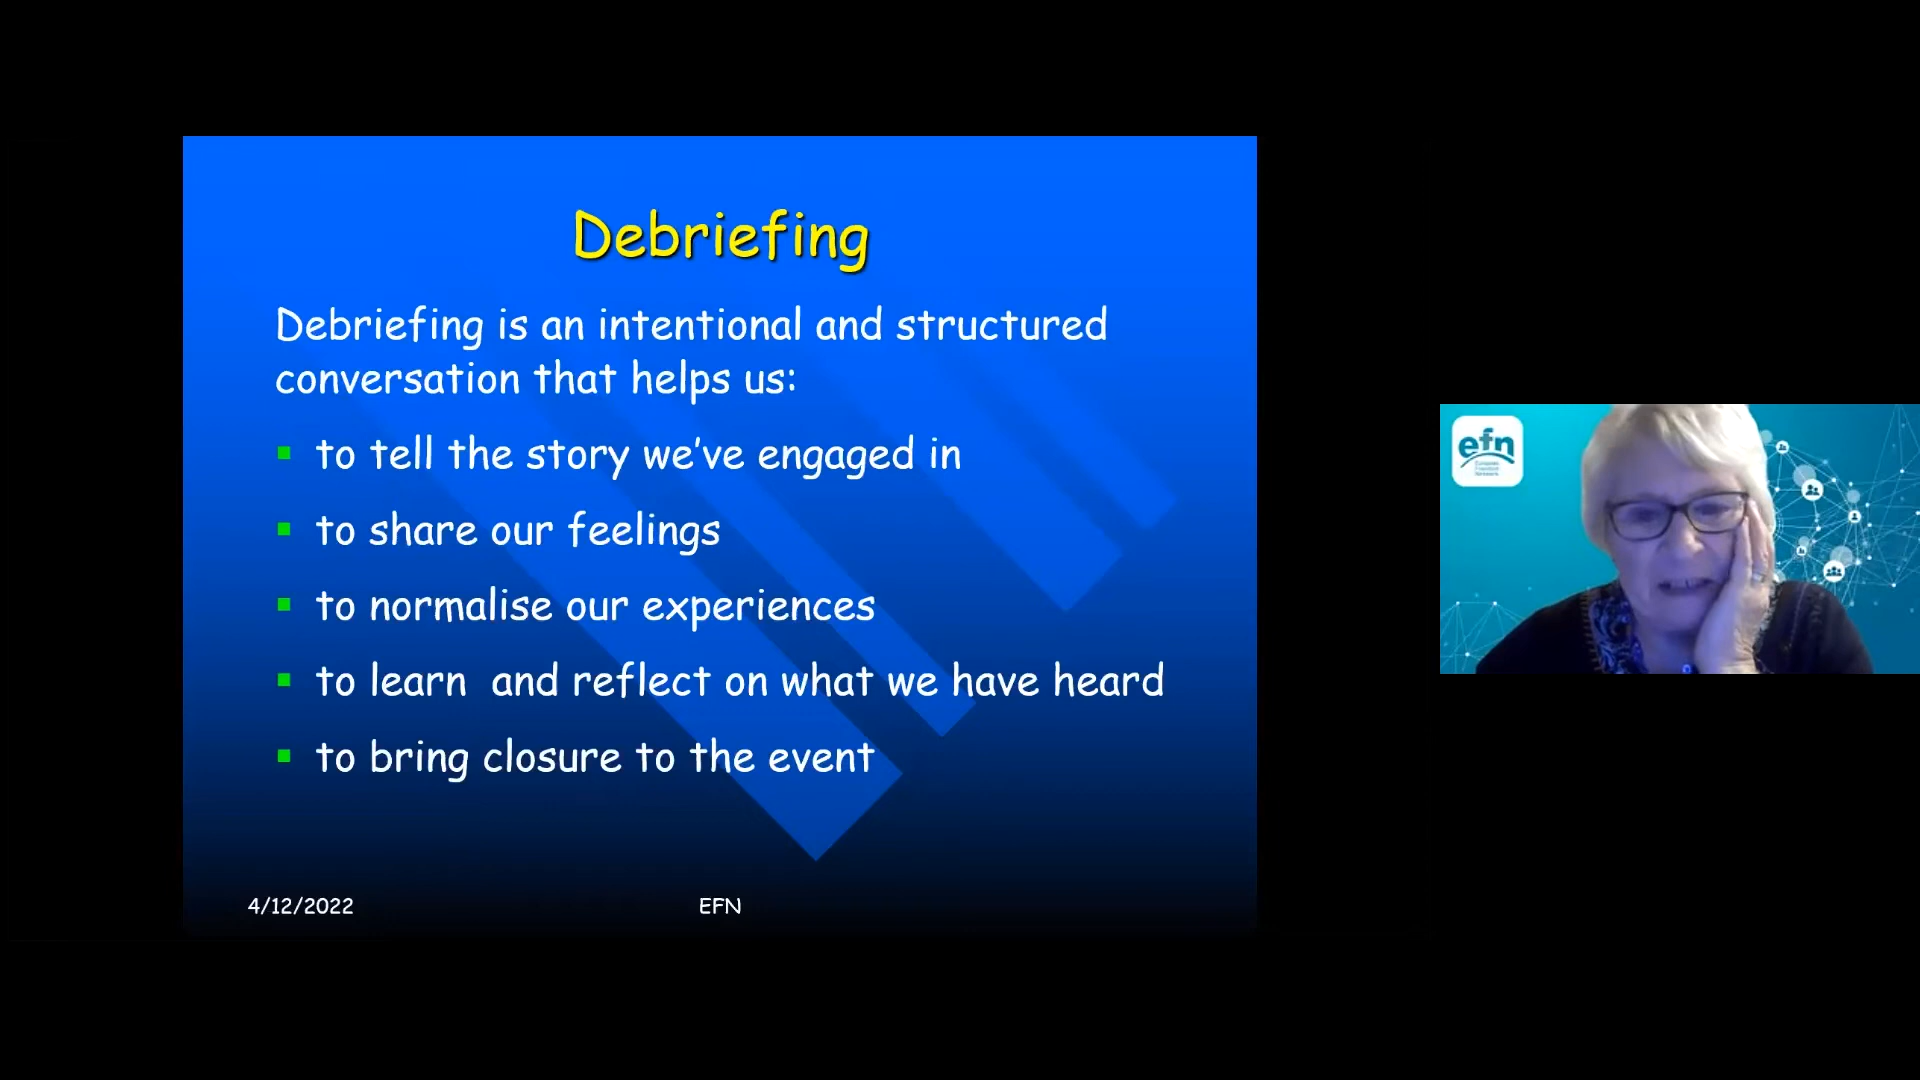 Debriefing
Debriefing is an intentional and structured
conversation that helps us:
to tell the story we've engaged in
to share our feelings
to normalise our experiences
to learn  and reflect on what we have heard
to bring closure to the event
4/12/2022
EFN
efn